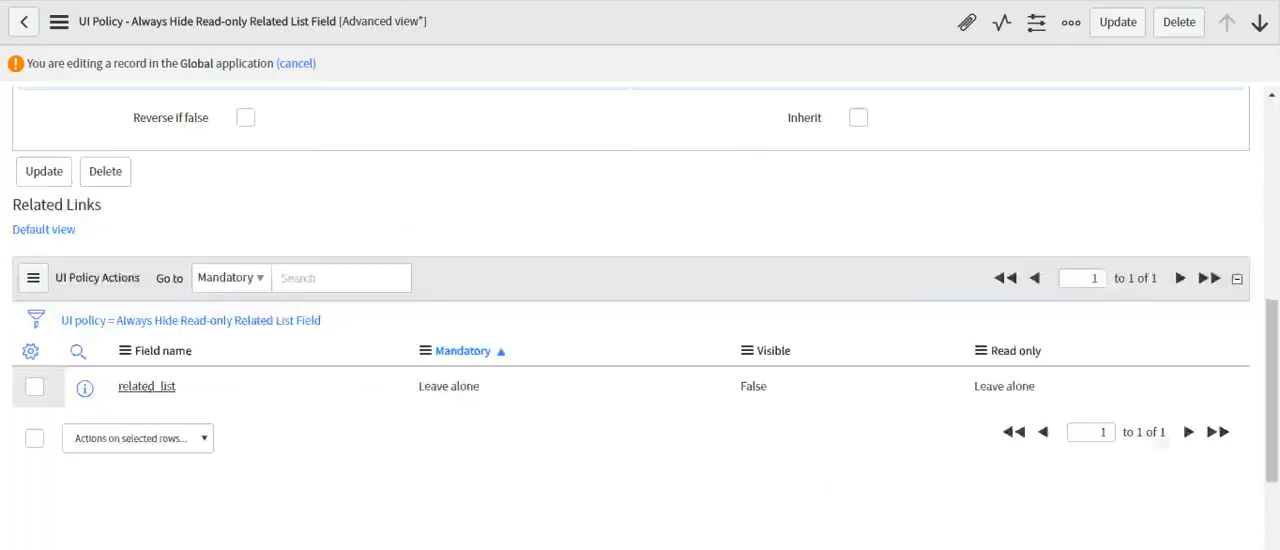 UI Policy - Always Hide Read-only Related List Field [Advanced view*]
Update Delete
You are editing a record in the Global application (cancel)
Reverse if false Inherit
Update Delete
Related Links
Default view
UI Policy Actions Go to Mandatory Search 1 to 1 of 1
UI policy = Always Hide Read-only Related List Field
Field name Mandatory Visible Read only
related_list Leave alone False Leave alone
Actions on selected rows... 1 to 1 of 1